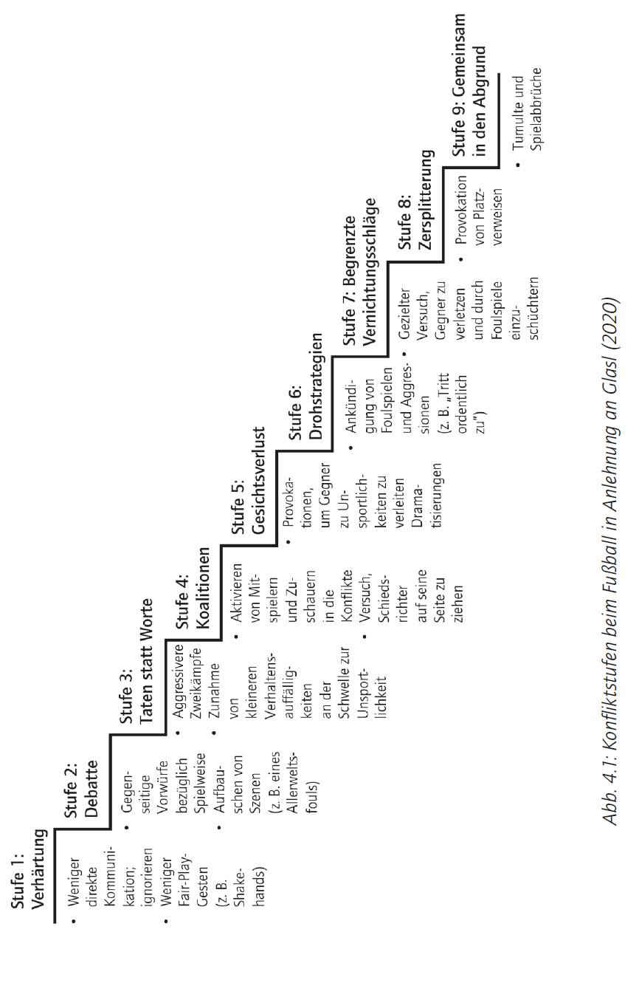 Stufe 1:
Verhärtung
• Weniger
direkte
Kommuni-
kation;
ignorieren
• Weniger
Fair-Play-
Gesten
(z. B.
Shake-
hands)
Stufe 2:
Debatte
• Gegen-
seitige
Vorwürfe
bezüglich
Spielweise
• Aufbau-
schen von
Szenen
(z. B. eines
Allerwelts-
fouls)
Stufe 3:
Taten statt Worte
• Aggressivere
Zweikämpfe
• Zunahme
von
kleineren
Verhaltens-
auffällig-
keiten
an der
Schwelle zur
Unsport-
lichkeit
Stufe 4:
Koalitionen
• Aktivieren
von Mit-
spielern
und Zu-
schauern
in die
Konflikte
• Versuch,
Schieds-
richter
auf seine
Seite zu
ziehen
Stufe 5:
Gesichtsverlust
• Provoka-
tionen,
um Gegner
zu Un-
sportlich-
keiten zu
verleiten
Drama-
tisierungen
Stufe 6:
Drohstrategien
• Ankündi-
gung von
Foulspielen
und Aggres-
sionen
(z. B. „Tritt
ordentlich
zu")
Stufe 7: Begrenzte
Vernichtungsschläge
• Gezielter
Versuch,
Gegner zu
verletzen
und durch
Foulspiele
einzu-
schüchtern
Stufe 8:
Zersplitterung
• Provokation
von Platz-
verweisen
Stufe 9: Gemeinsam
in den Abgrund
• Tumulte und
Spielabbrüche
Abb. 4.1: Konfliktstufen beim Fußball in Anlehnung an Glasl (2020)